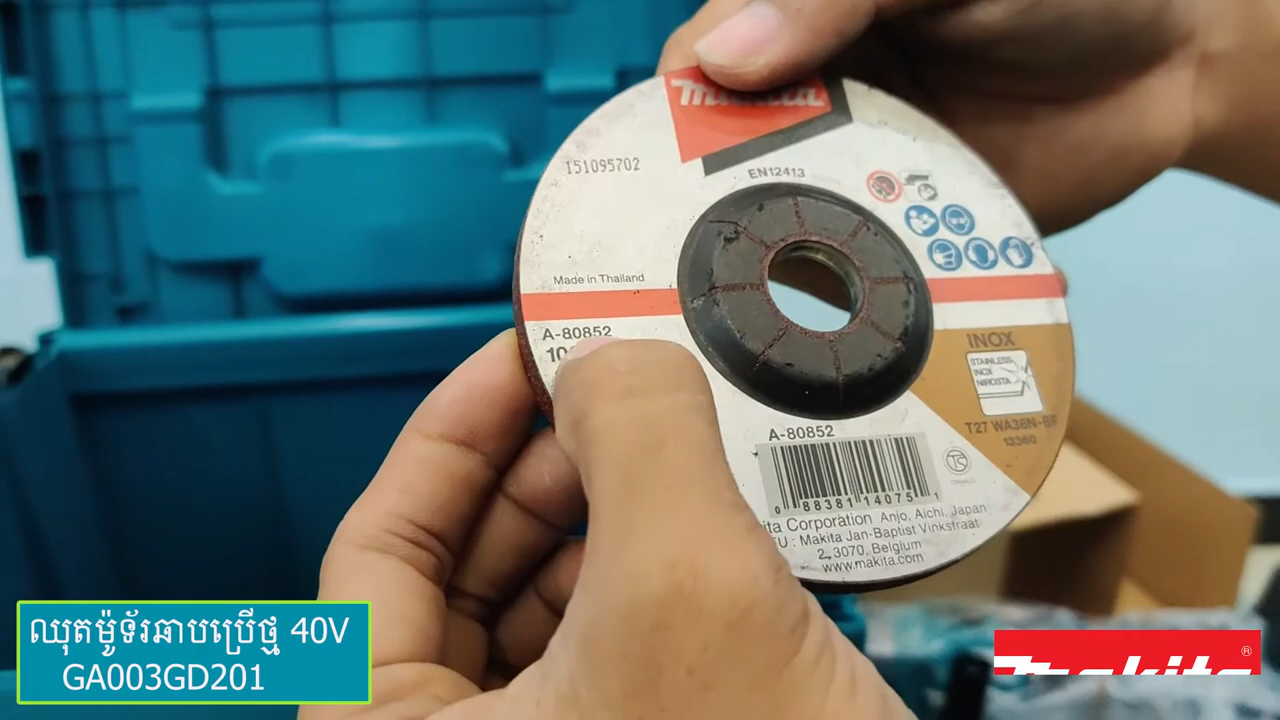 Makita
151095702
EN12413
Made in Thailand
A-80852
INOX
STAINLESS
INOX
NIROSTA
T27 WA36N-BF
13360
A-80852
0 88381 14075 1
Corporation Anjo, Aichi, Japan
: Makita Jan-Baptist Vinkstraat
2, 3070, Belgium
www.makita.com
ឈុតម៉ូទ័រឆាបប្រើថ្ម 40V
GA003GD201
makita ®